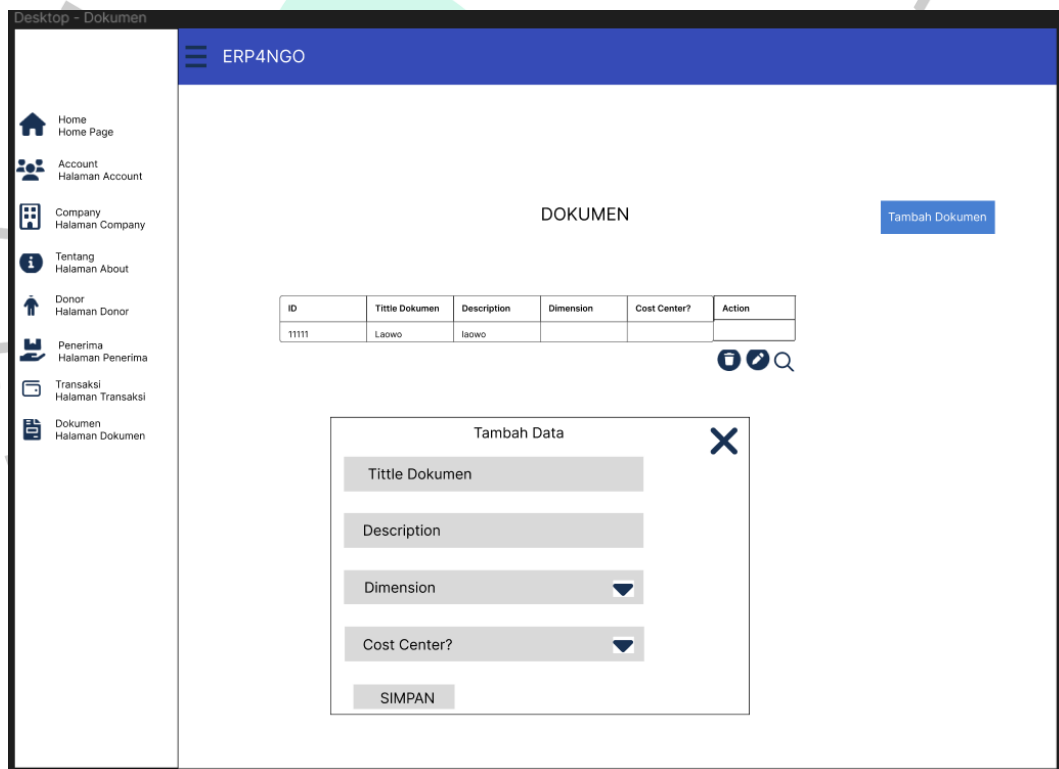 Desktop - Dokumen
ERP4NGO
Home
Home Page
Account
Halaman Account
Company
Halaman Company
Tentang
Halaman About
Donor
Halaman Donor
Penerima
Halaman Penerima
Transaksi
Halaman Transaksi
Dokumen
Halaman Dokumen
DOKUMEN
Tambah Dokumen
ID Tittle Dokumen Description Dimension Cost Center? Action
11111 Laowo laowo
Tambah Data
Tittle Dokumen
Description
Dimension
Cost Center?
SIMPAN